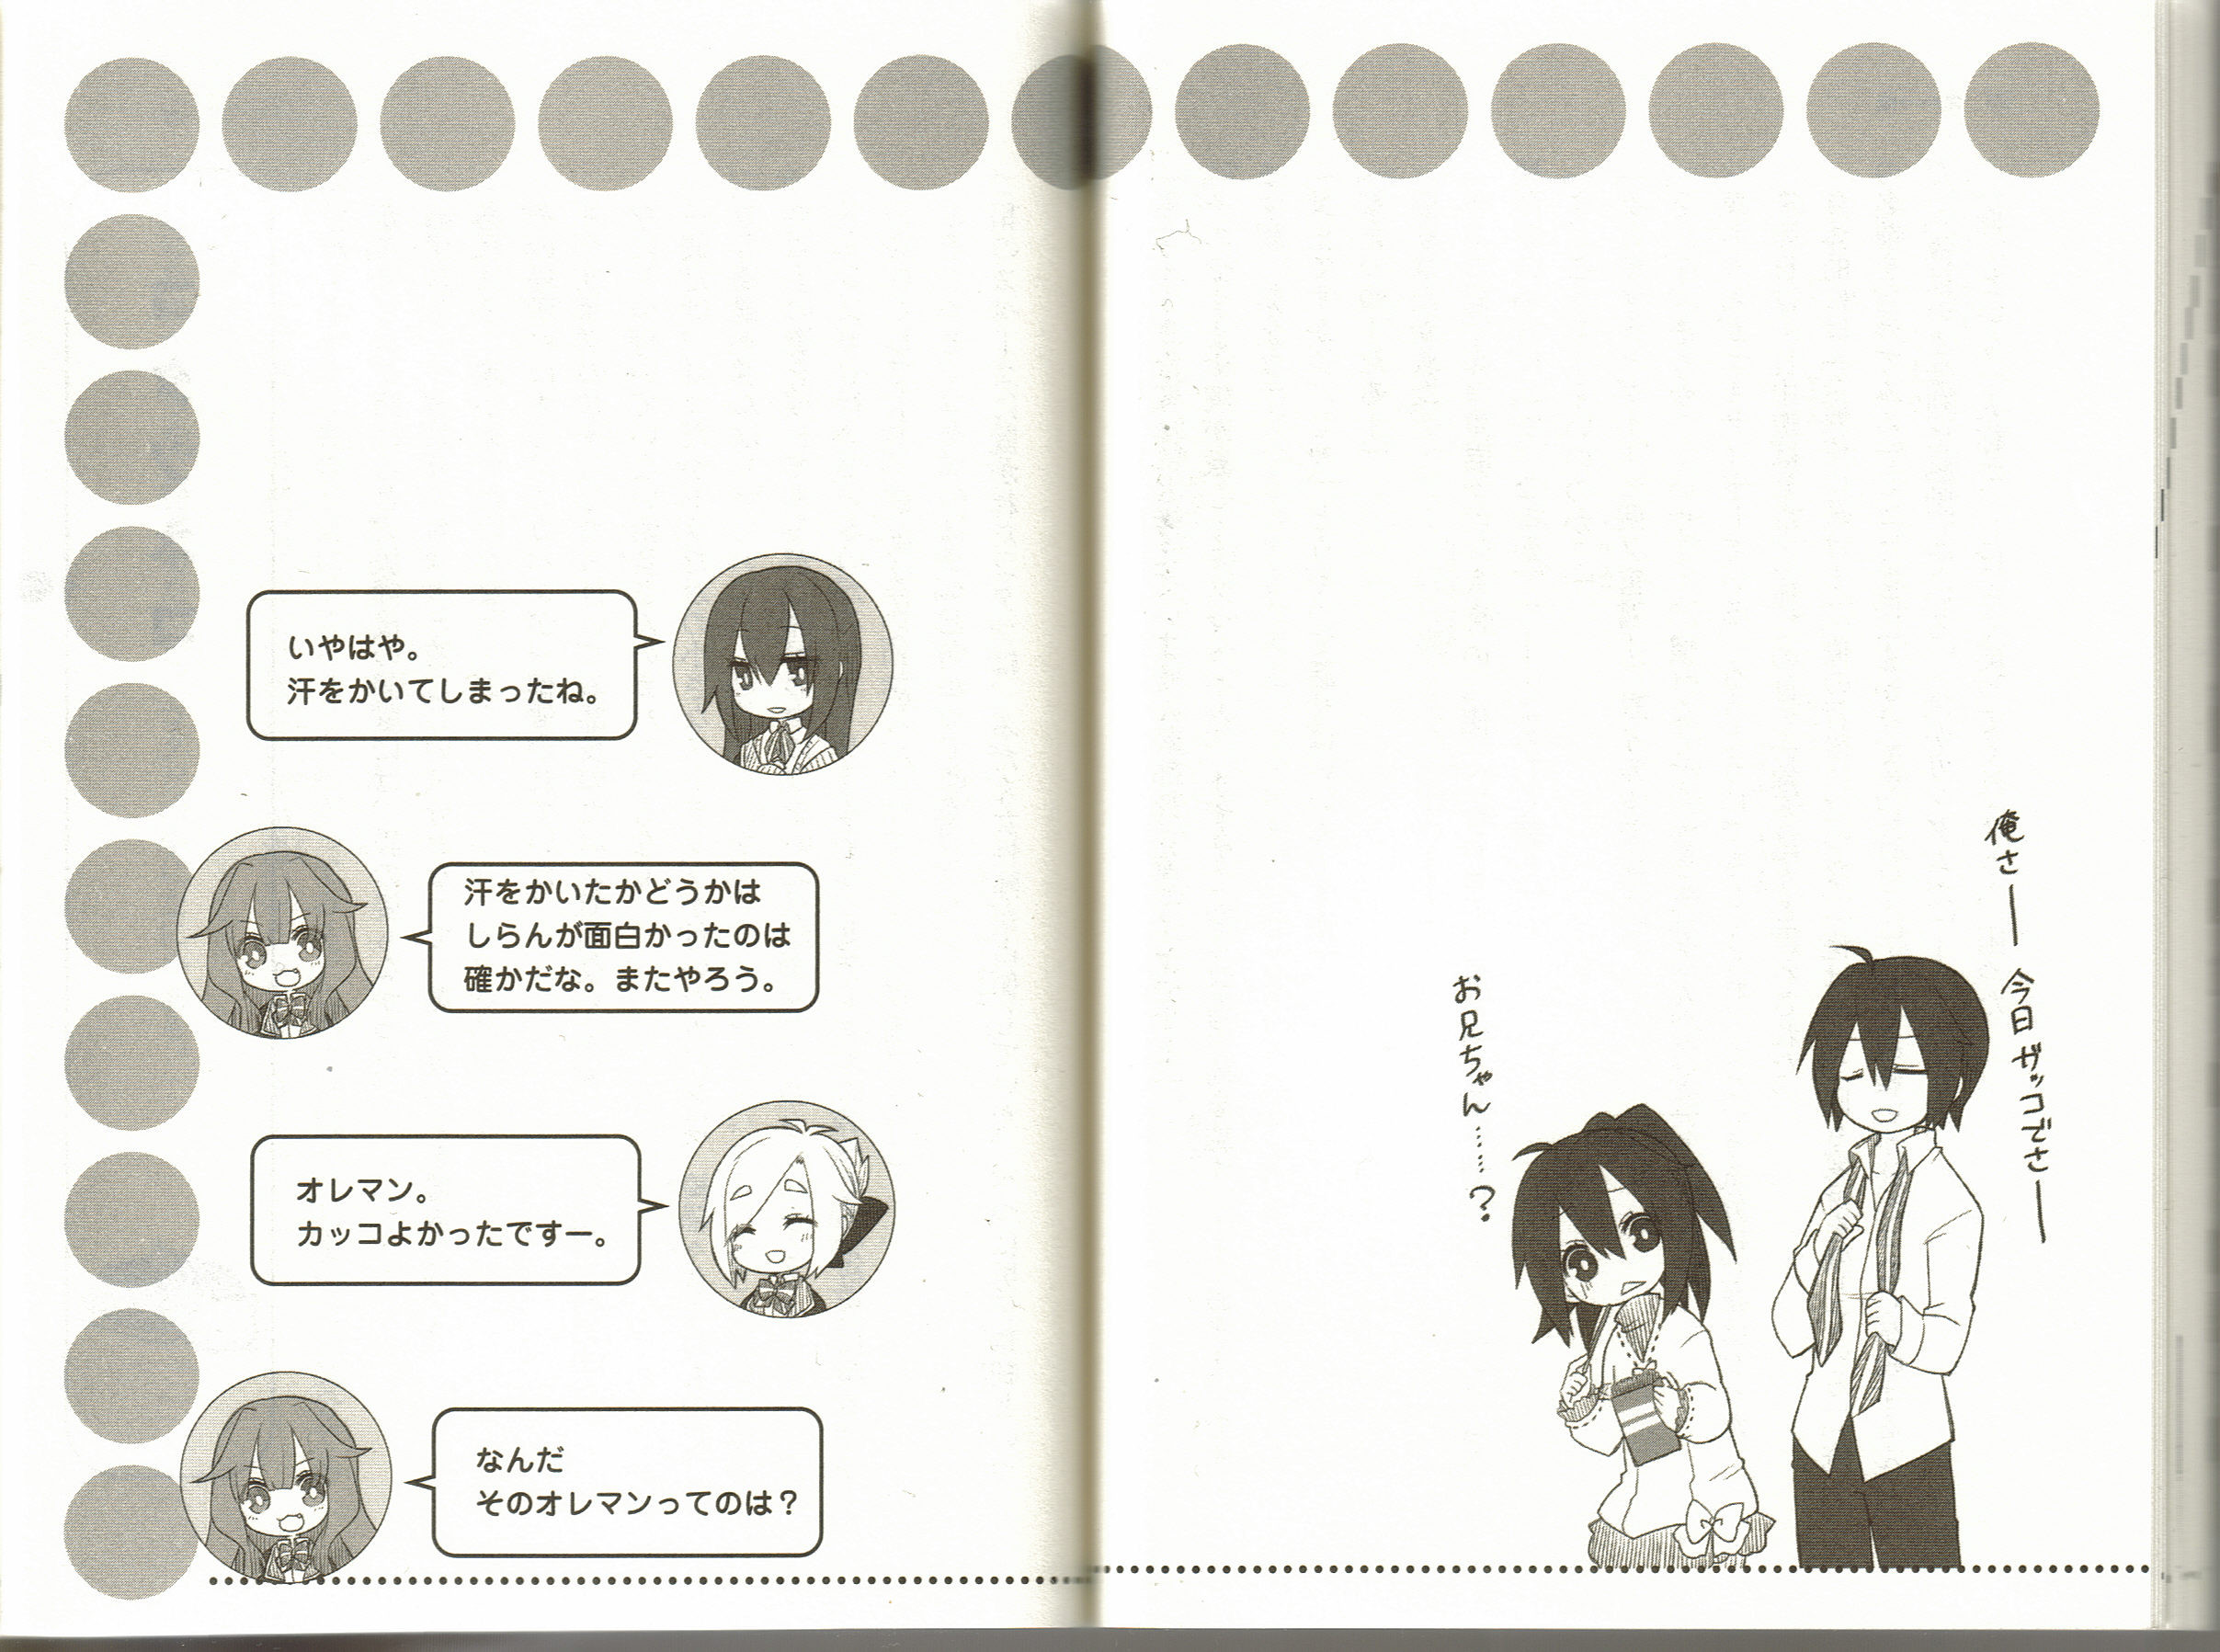 俺さー
今日ガッコでさー
お兄ちゃん……？
いやはや。
汗をかいてしまったね。
汗をかいたかどうかは
しらんが面白かったのは
確かだな。またやろう。
オレマン。
カッコよかったですー。
なんだ
そのオレマンってのは？